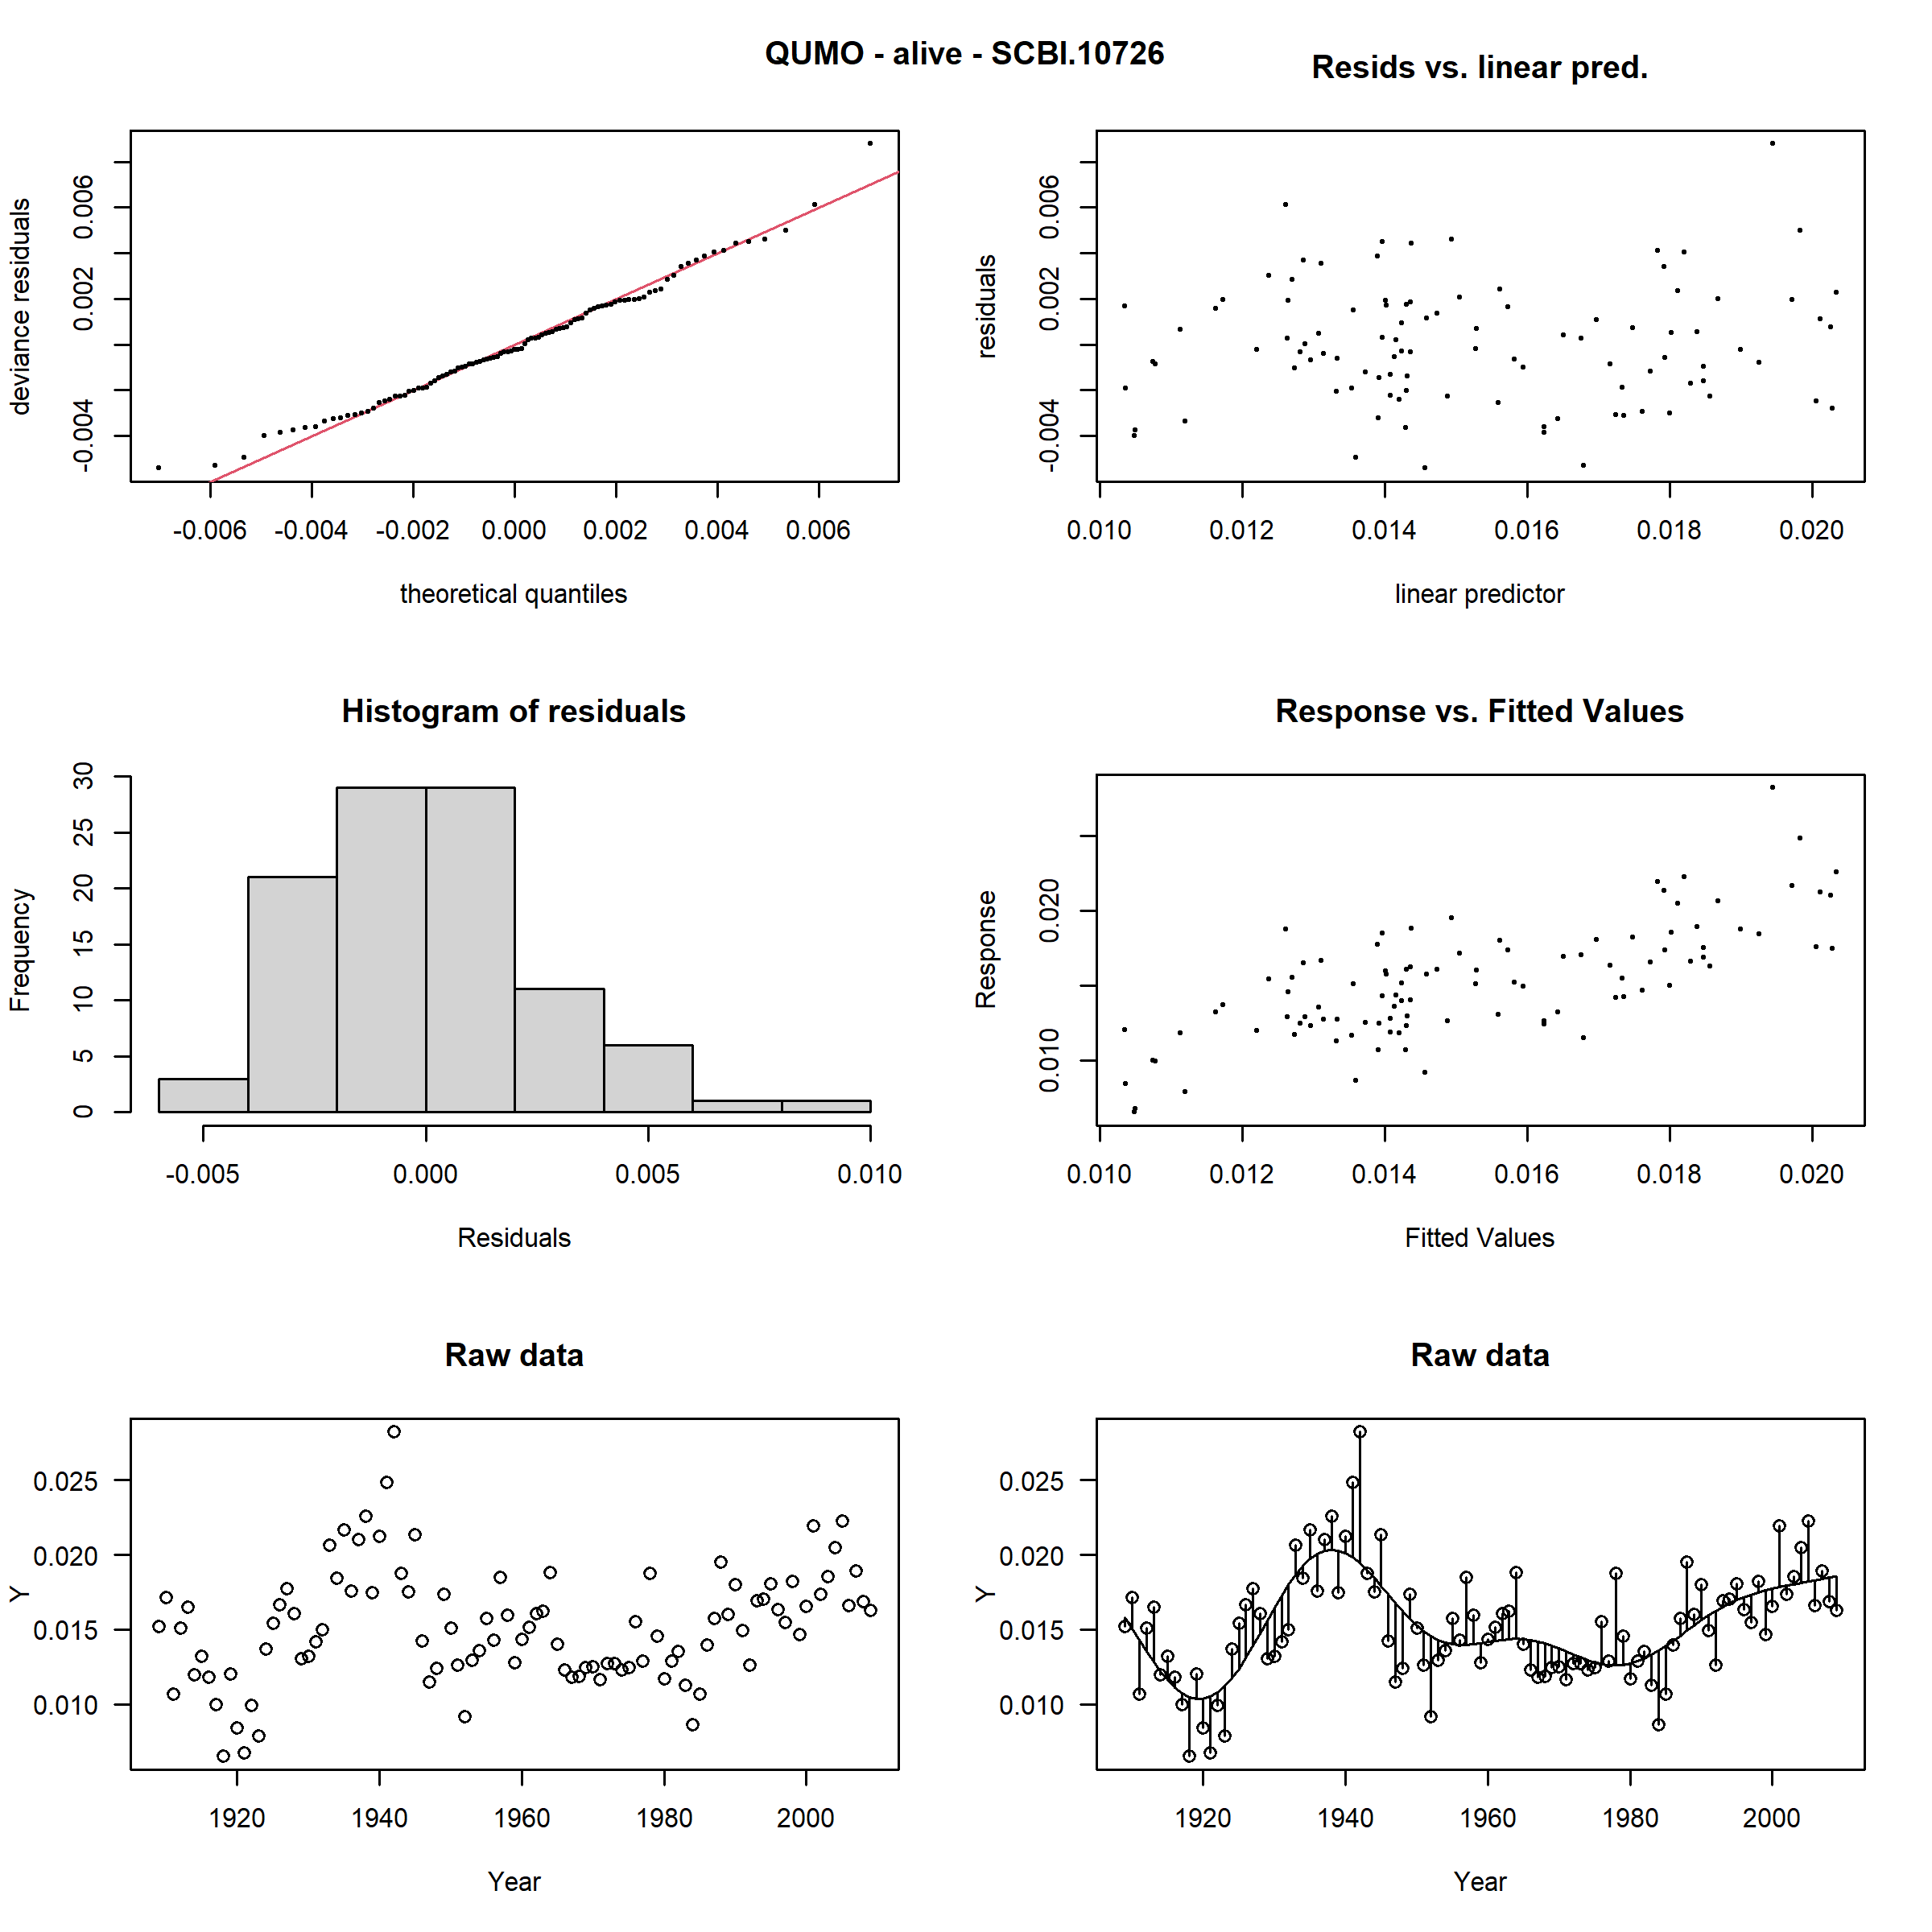 QUMO - alive - SCBI.10726
Resids vs. linear pred.
deviance residuals
-0.004 0.002 0.006
-0.006 -0.004 -0.002 0.000 0.002 0.004 0.006
theoretical quantiles
residuals
-0.004 0.002 0.006
0.010 0.012 0.014 0.016 0.018 0.020
linear predictor
Histogram of residuals
Frequency
0 5 10 15 20 25 30
-0.005 0.000 0.005 0.010
Residuals
Response vs. Fitted Values
Response
0.010 0.020
0.010 0.012 0.014 0.016 0.018 0.020
Fitted Values
Raw data
Y
0.025
0.020
0.015
0.010
1920 1940 1960 1980 2000
Year
Raw data
Y
0.025
0.020
0.015
0.010
1920 1940 1960 1980 2000
Year